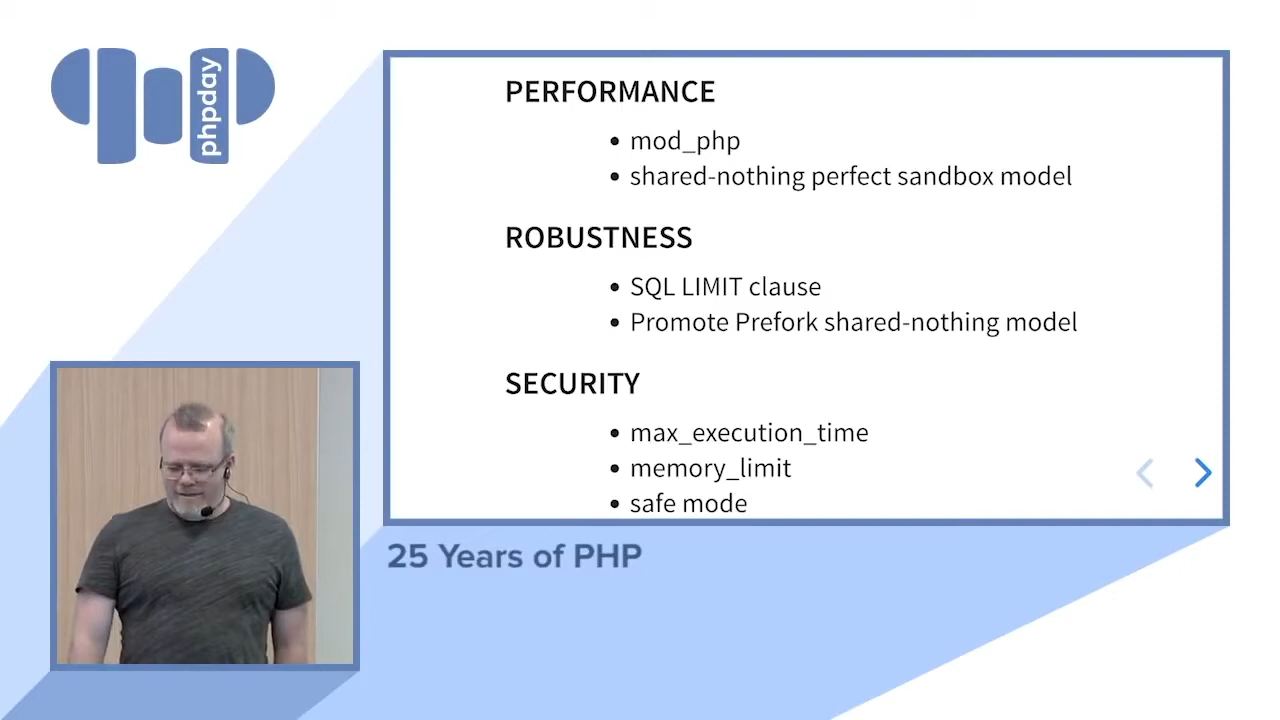 phpday
PERFORMANCE
• mod_php
• shared-nothing perfect sandbox model
ROBUSTNESS
• SQL LIMIT clause
• Promote Prefork shared-nothing model
SECURITY
• max_execution_time
• memory_limit
• safe mode
25 Years of PHP